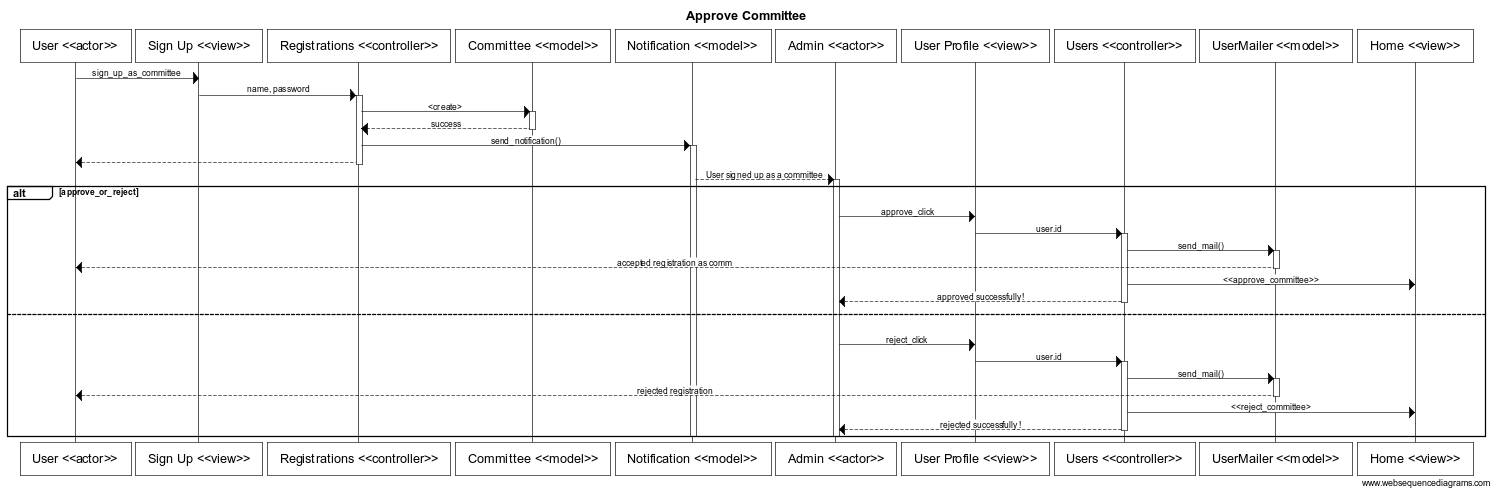 Approve Committee
User <<actor>> Sign Up <<view>> Registrations <<controller>> Committee <<model>> Notification <<model>> Admin <<actor>> User Profile <<view>> Users <<controller>> UserMailer <<model>> Home <<view>>
sign_up_as_committee
name, password
<create>
success
send_notification()
User signed up as a committee
alt [approve_or_reject]
approve_click
user.id
send_mail()
accepted registration as comm
<<approve_committee>>
approved successfully!
reject_click
user.id
send_mail()
rejected registration
<<reject_committee>
rejected successfully!
User <<actor>> Sign Up <<view>> Registrations <<controller>> Committee <<model>> Notification <<model>> Admin <<actor>> User Profile <<view>> Users <<controller>> UserMailer <<model>> Home <<view>>
www.websequencediagrams.com